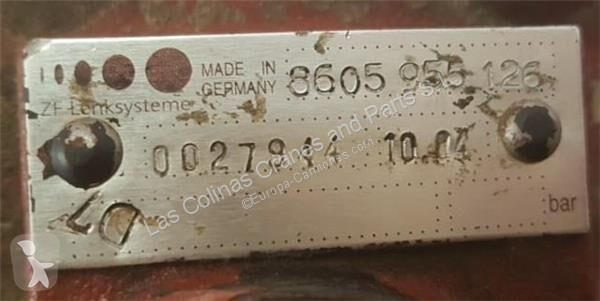 MADE IN
GERMANY
8605 955 126
ZF Lenksysteme
10.04
D7
bar
Las Colinas Cranes and Parts s.l.
©Europa-Camiones.com